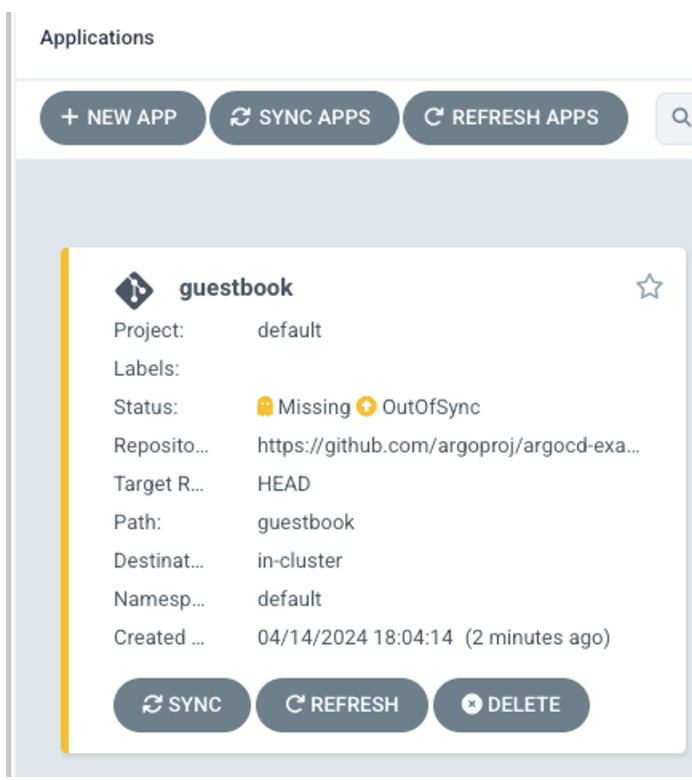 Applications
+ NEW APP SYNC APPS REFRESH APPS
guestbook
Project: default
Labels:
Status: Missing OutOfSync
Reposito... https://github.com/argoproj/argocd-exa...
Target R... HEAD
Path: guestbook
Destinat... in-cluster
Namesp... default
Created ... 04/14/2024 18:04:14 (2 minutes ago)
SYNC REFRESH DELETE